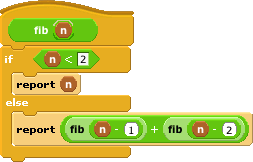 fib n
if n < 2
report n
else
report fib n - 1 + fib n - 2